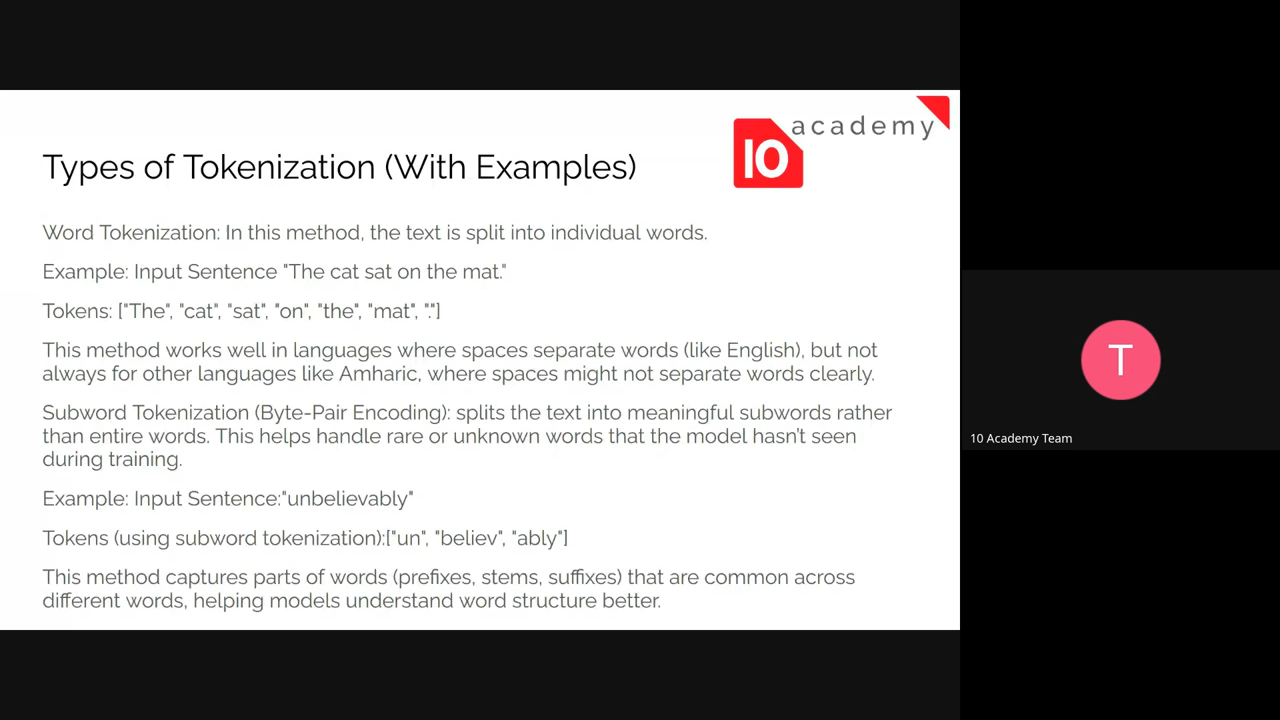 10 academy
Types of Tokenization (With Examples)
Word Tokenization: In this method, the text is split into individual words.
Example: Input Sentence "The cat sat on the mat."
Tokens: ["The", "cat", "sat", "on", "the", "mat", "."]
This method works well in languages where spaces separate words (like English), but not
always for other languages like Amharic, where spaces might not separate words clearly.
Subword Tokenization (Byte-Pair Encoding): splits the text into meaningful subwords rather
than entire words. This helps handle rare or unknown words that the model hasn't seen
during training.
Example: Input Sentence:"unbelievably"
Tokens (using subword tokenization):["un", "believ", "ably"]
This method captures parts of words (prefixes, stems, suffixes) that are common across
different words, helping models understand word structure better.
T
10 Academy Team